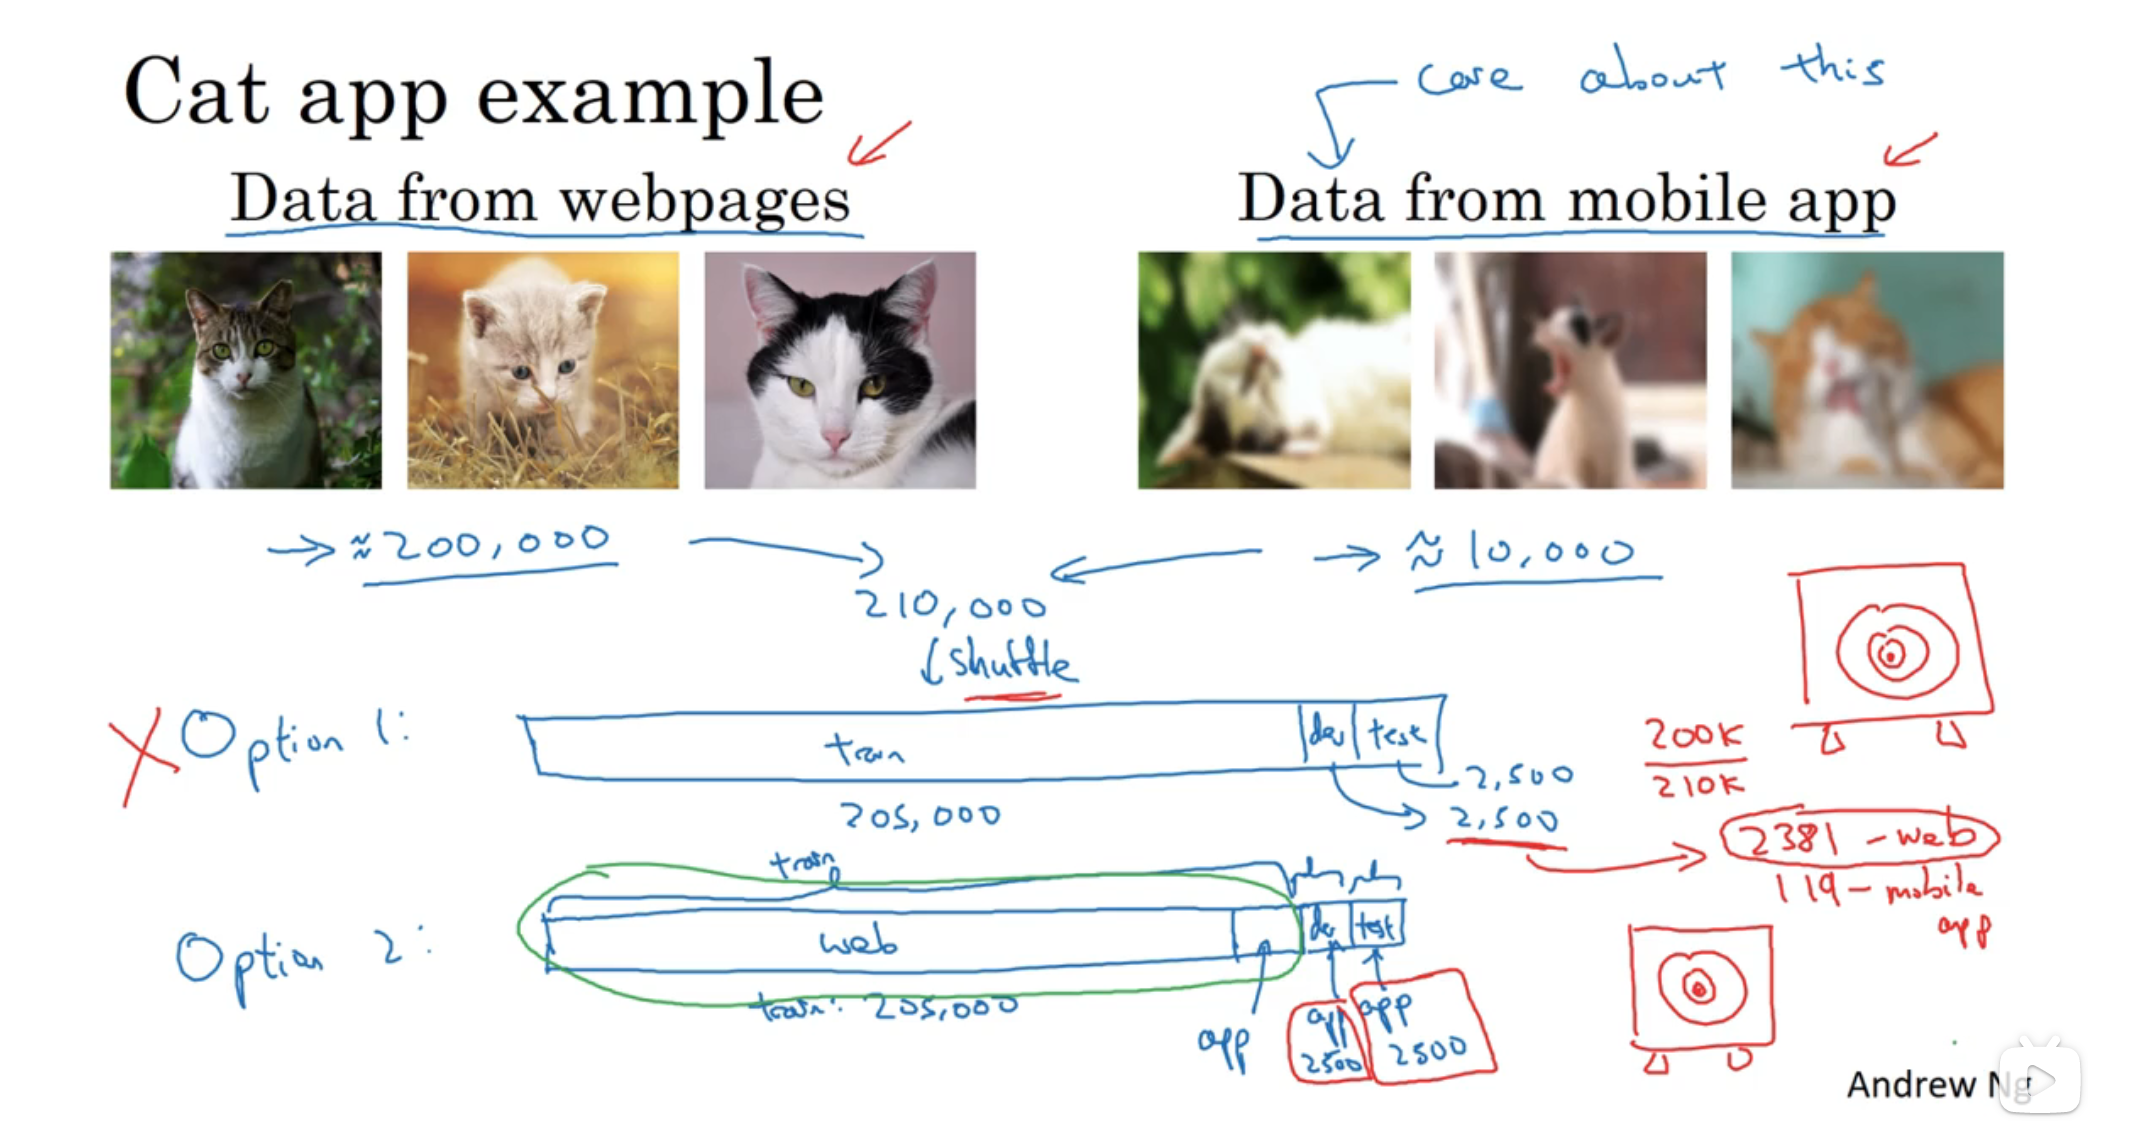 Cat app example
care about this
Data from webpages
Data from mobile app
→ ≈ 200,000
→ ≈ 10,000
210,000
↓ shuffle
X Option 1:
train
dev
test
205,000
2,500
2,500
200K
210K
2381 - web
119 - mobile
app
train
Option 2:
web
dev
test
train: 205,000
app
app
2500
app
2500
Andrew Ng